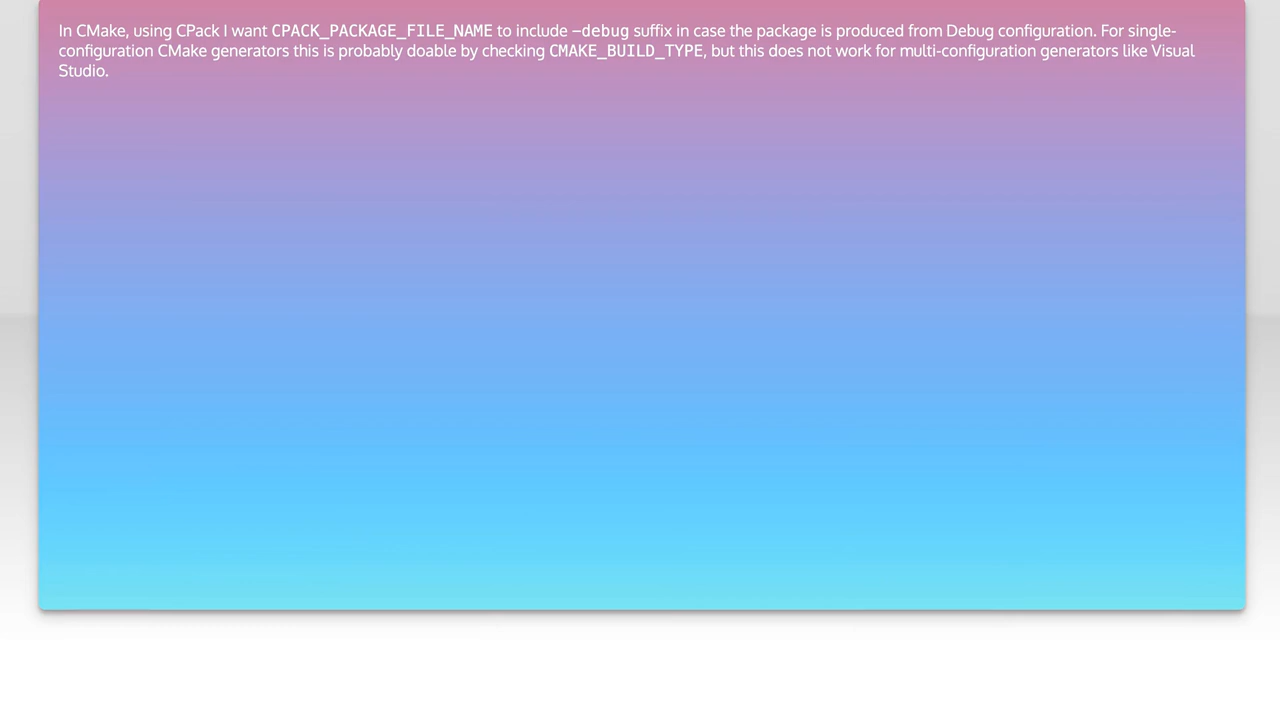 In CMake, using CPack I want CPACK_PACKAGE_FILE_NAME to include –debug suffix in case the package is produced from Debug configuration. For single-
configuration CMake generators this is probably doable by checking CMAKE_BUILD_TYPE, but this does not work for multi-configuration generators like Visual
Studio.